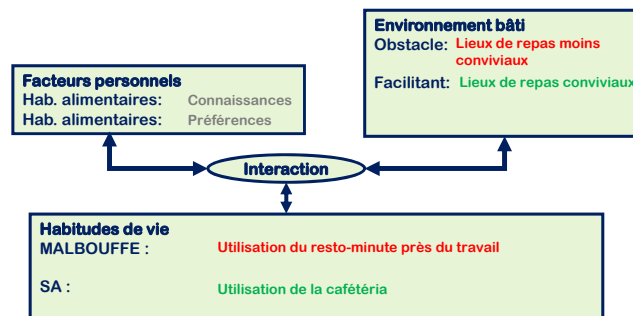 Environnement bâti
Obstacle: Lieux de repas moins
conviviaux
Facilitant: Lieux de repas conviviaux
Facteurs personnels
Hab. alimentaires: Connaissances
Hab. alimentaires: Préférences
Interaction
Habitudes de vie
MALBOUFFE : Utilisation du resto-minute près du travail
SA : Utilisation de la cafétéria